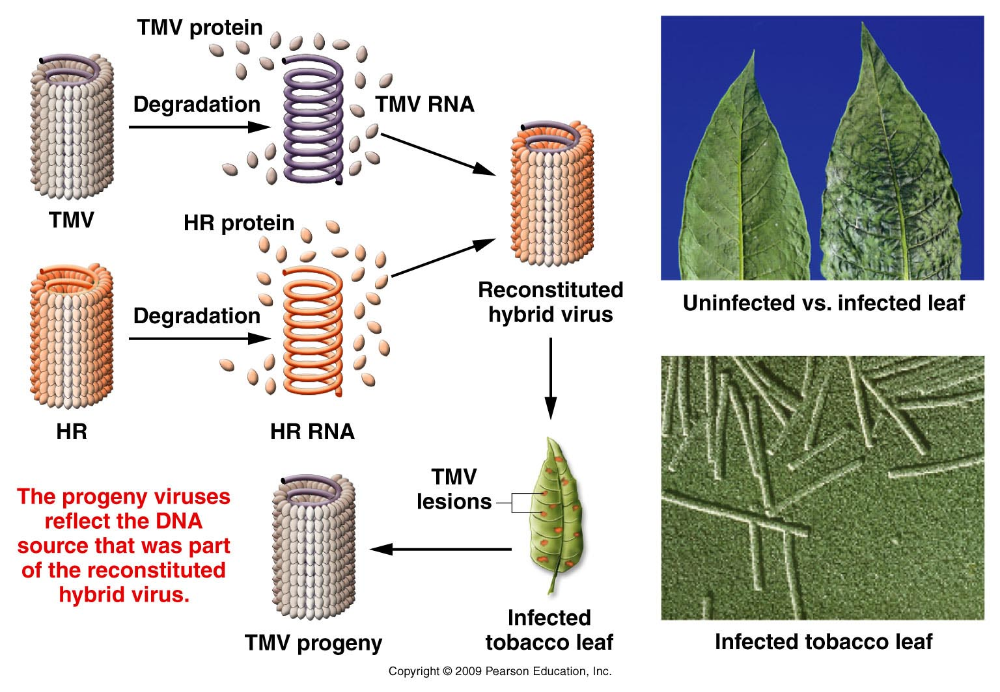 TMV protein
Degradation
TMV RNA
TMV
HR protein
Degradation
HR
HR RNA
Reconstituted
hybrid virus
Uninfected vs. infected leaf
TMV
lesions
The progeny viruses
reflect the DNA
source that was part
of the reconstituted
hybrid virus.
TMV progeny
Infected
tobacco leaf
Infected tobacco leaf
Copyright © 2009 Pearson Education, Inc.